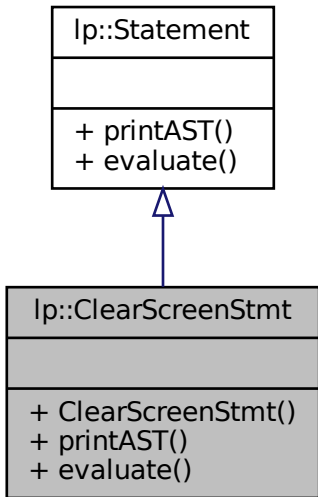 lp::Statement
+ printAST()
+ evaluate()
lp::ClearScreenStmt
+ ClearScreenStmt()
+ printAST()
+ evaluate()